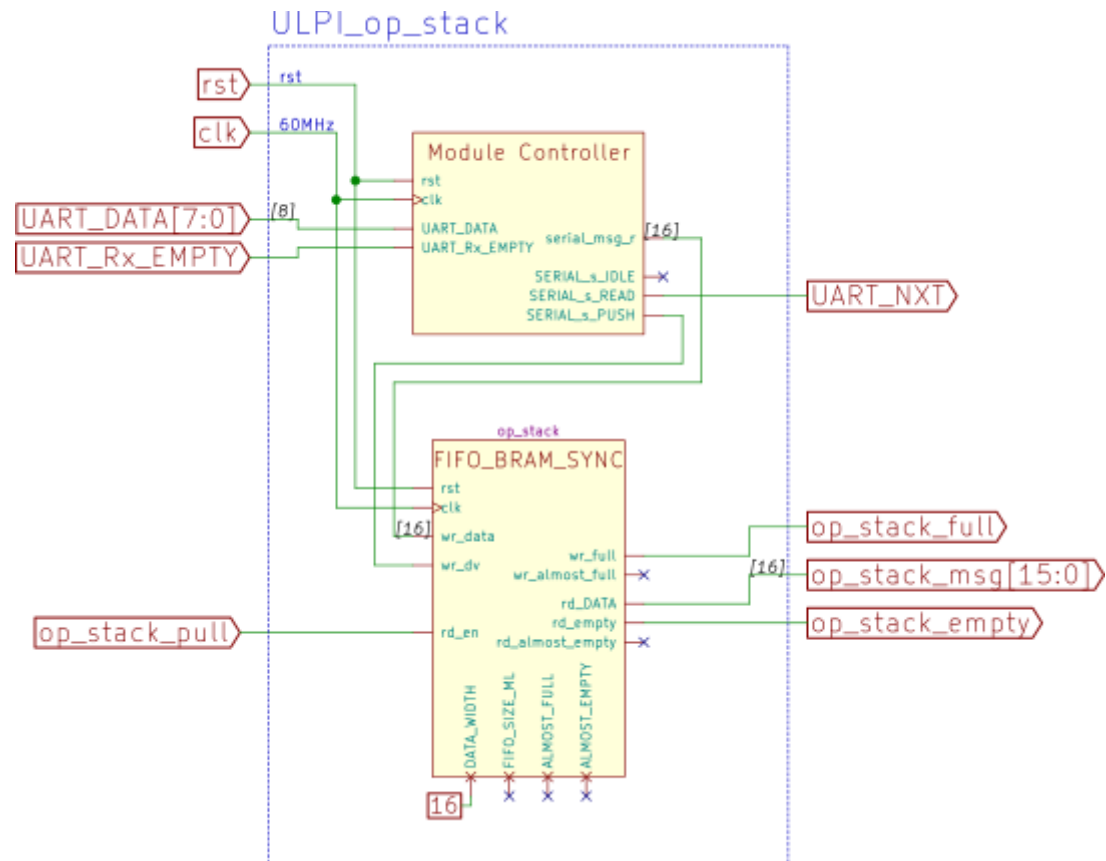 ULPI_op_stack
rst
rst
clk
60MHz
Module Controller
rst
clk
UART_DATA[7:0]
[8]
UART_DATA
serial_msg_r
[16]
UART_Rx_EMPTY
UART_Rx_EMPTY
SERIAL_s_IDLE
SERIAL_s_READ
UART_NXT
SERIAL_s_PUSH
op_stack
FIFO_BRAM_SYNC
rst
clk
[16]
wr_data
op_stack_full
wr_full
wr_dv
wr_almost_full
[16]
op_stack_msg[15:0]
rd_DATA
rd_empty
op_stack_empty
op_stack_pull
rd_en
rd_almost_empty
DATA_WIDTH
FIFO_SIZE_ML
ALMOST_FULL
ALMOST_EMPTY
16